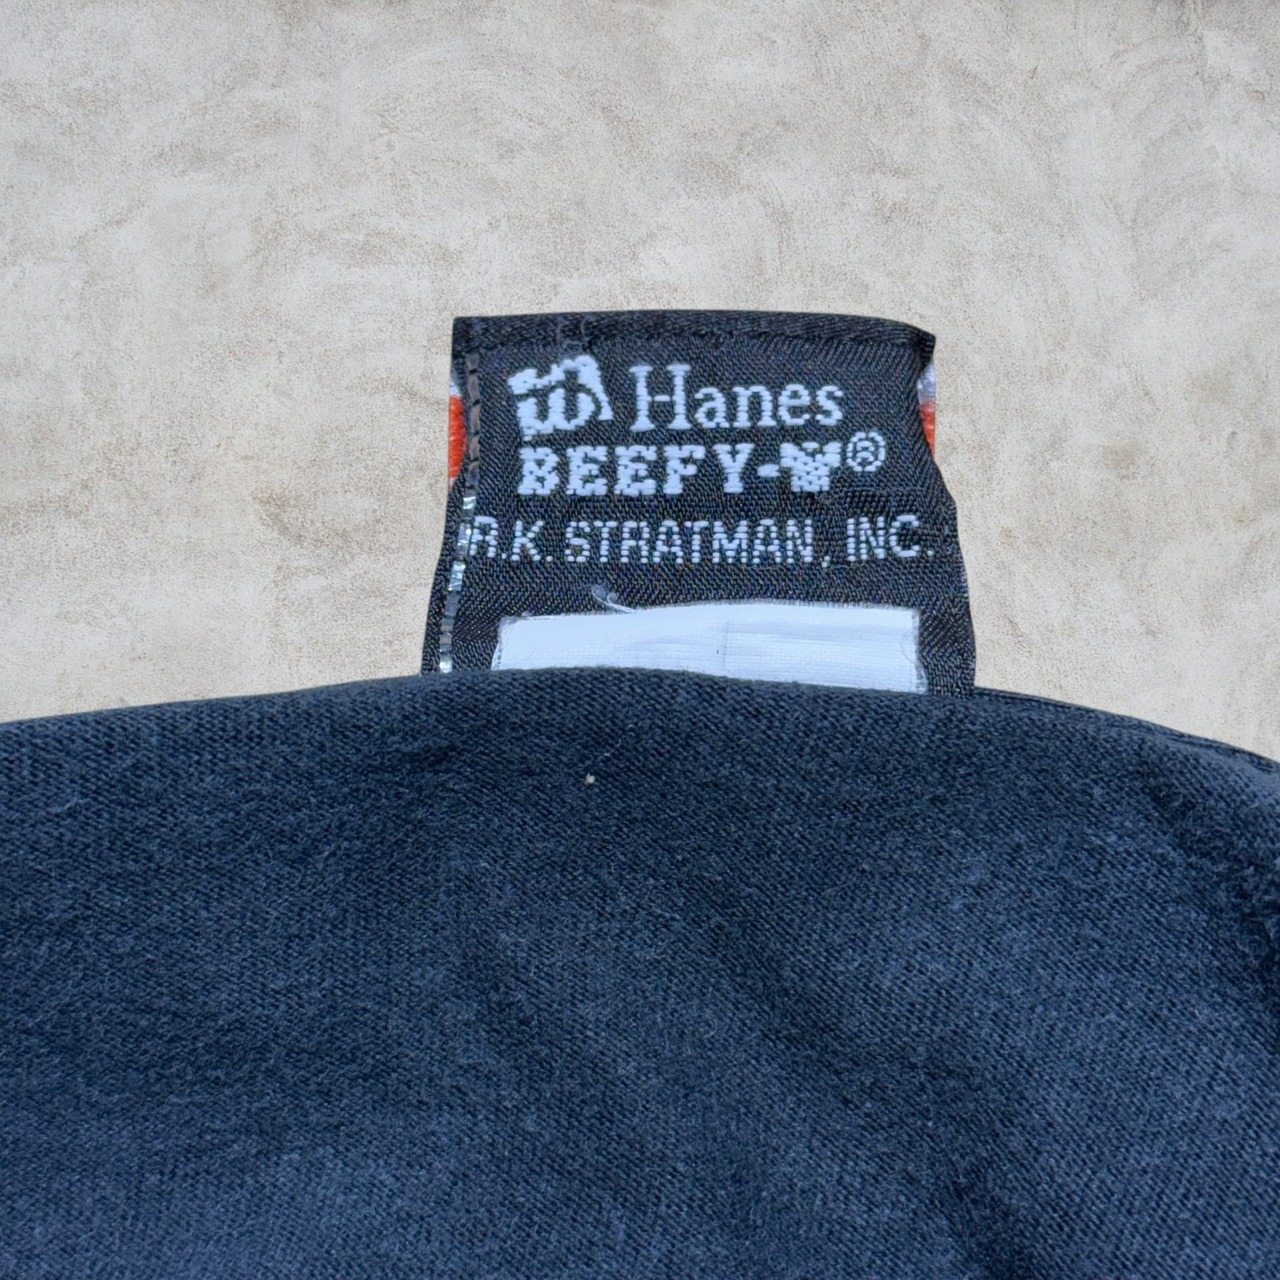 Hanes
BEEFY-T®
R.K. STRATMAN, INC.